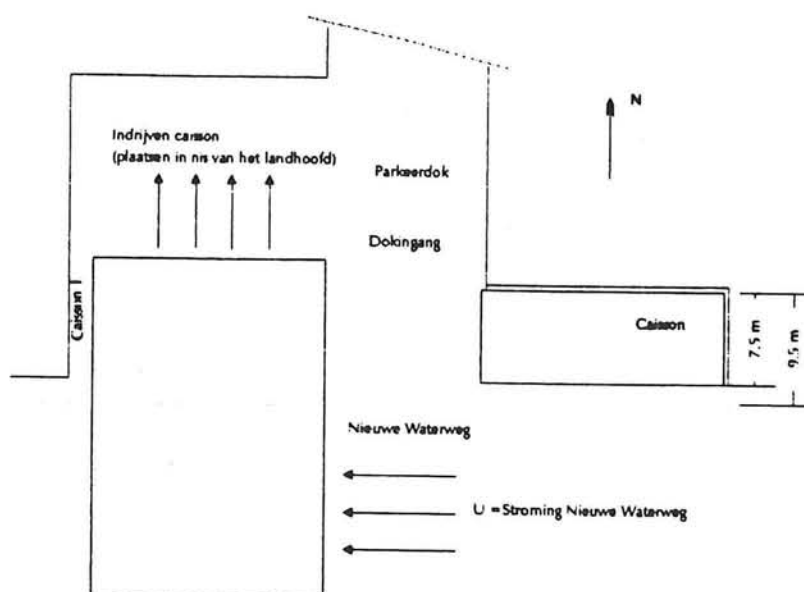 N
Indrijven caisson
(plaatsen in nis van het landhoofd)
Parkeerdok
Dokingang
Caisson 1
Caisson
7.5 m
9.5 m
Nieuwe Waterweg
U = Stroming Nieuwe Waterweg